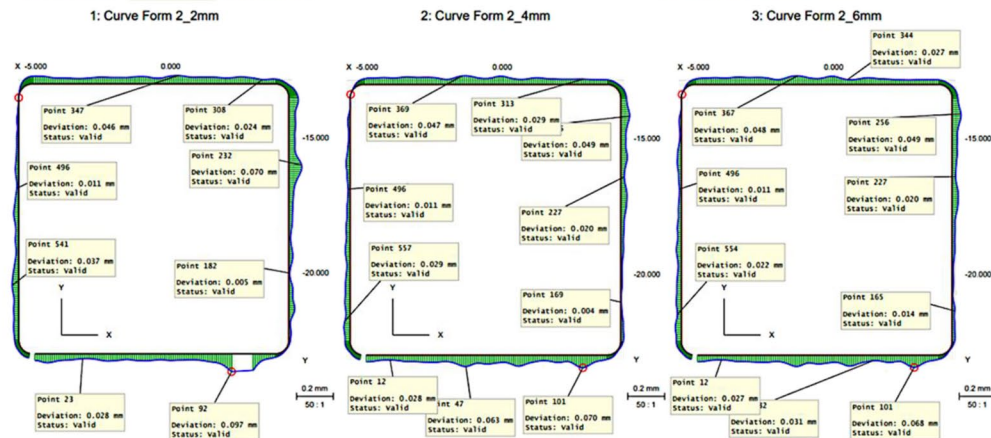 1: Curve Form 2_2mm
X -5.000 0.000
Point 347
Deviation: 0.046 mm
Status: Valid
Point 308
Deviation: 0.024 mm
Status: Valid
-15.000
Point 232
Deviation: 0.070 mm
Status: Valid
Point 496
Deviation: 0.011 mm
Status: Valid
Point 541
Deviation: 0.037 mm
Status: Valid
Point 182
Deviation: 0.005 mm
Status: Valid
-20.000
Y
X
Y
Point 23
Deviation: 0.028 mm
Status: Valid
Point 92
Deviation: 0.097 mm
Status: Valid
0.2 mm
50 : 1
2: Curve Form 2_4mm
X -5.000 0.000
Point 369
Deviation: 0.047 mm
Status: Valid
Point 313
Deviation: 0.029 mm
Status: Valid
Deviation: 0.049 mm
Status: Valid
-15.000
Point 496
Deviation: 0.011 mm
Status: Valid
Point 227
Deviation: 0.020 mm
Status: Valid
Point 557
Deviation: 0.029 mm
Status: Valid
Point 169
Deviation: 0.004 mm
Status: Valid
-20.000
Y
X
Y
Point 12
Deviation: 0.028 mm
Status: Valid
47
Deviation: 0.063 mm
Status: Valid
Point 101
Deviation: 0.070 mm
Status: Valid
0.2 mm
50 : 1
3: Curve Form 2_6mm
X -5.000 0.000
Point 344
Deviation: 0.027 mm
Status: Valid
Point 367
Deviation: 0.048 mm
Status: Valid
Point 256
Deviation: 0.049 mm
Status: Valid
-15.000
Point 496
Deviation: 0.011 mm
Status: Valid
Point 227
Deviation: 0.020 mm
Status: Valid
Point 554
Deviation: 0.022 mm
Status: Valid
Point 165
Deviation: 0.014 mm
Status: Valid
-20.000
Y
X
Y
Point 12
Deviation: 0.027 mm
Status: Valid
Deviation: 0.031 mm
Status: Valid
Point 101
Deviation: 0.068 mm
Status: Valid
0.2 mm
50 : 1